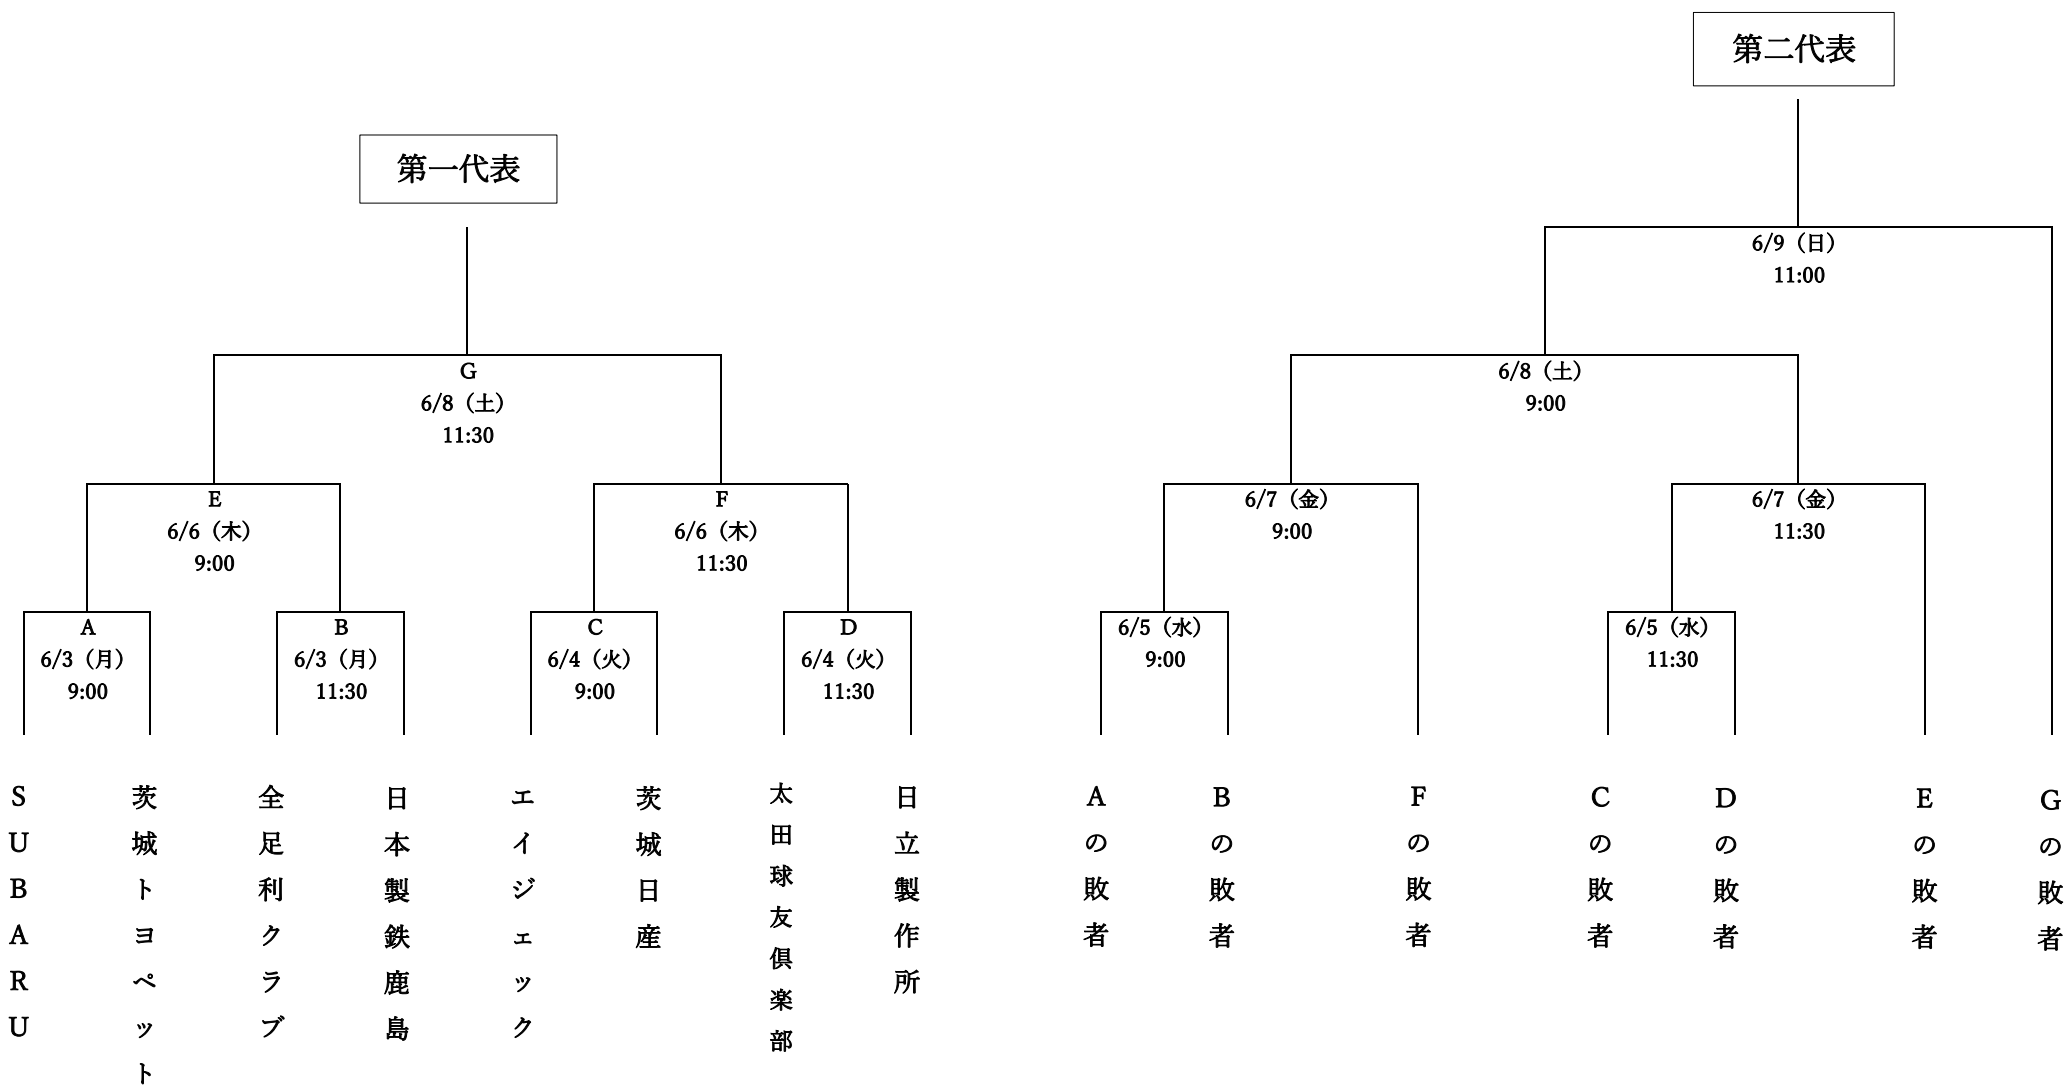 第一代表
G
6/8（土）
11:30
E
6/6（木）
9:00
F
6/6（木）
11:30
A
6/3（月）
9:00
B
6/3（月）
11:30
C
6/4（火）
9:00
D
6/4（火）
11:30
SUBARU
茨城トヨペット
全足利クラブ
日本製鉄鹿島
エイジェック
茨城日産
太田球友倶楽部
日立製作所
第二代表
6/9（日）
11:00
6/8（土）
9:00
6/7（金）
9:00
6/7（金）
11:30
6/5（水）
9:00
6/5（水）
11:30
Aの敗者
Bの敗者
Fの敗者
Cの敗者
Dの敗者
Eの敗者
Gの敗者